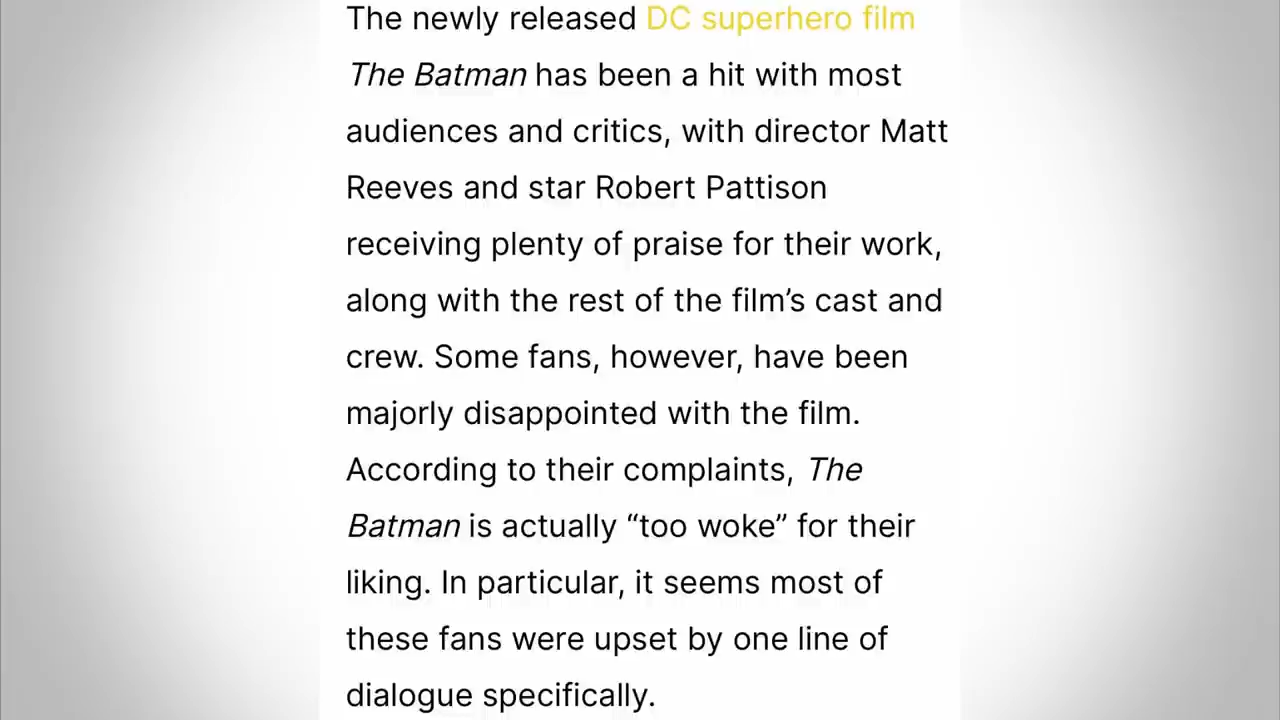 The newly released DC superhero film
The Batman has been a hit with most
audiences and critics, with director Matt
Reeves and star Robert Pattison
receiving plenty of praise for their work,
along with the rest of the film’s cast and
crew. Some fans, however, have been
majorly disappointed with the film.
According to their complaints, The
Batman is actually “too woke” for their
liking. In particular, it seems most of
these fans were upset by one line of
dialogue specifically.